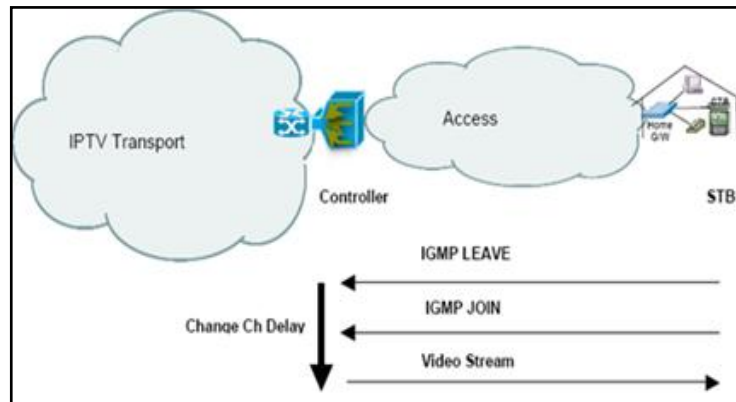 IPTV Transport
Access
Home
G/W
Controller
STB
IGMP LEAVE
IGMP JOIN
Change Ch Delay
Video Stream